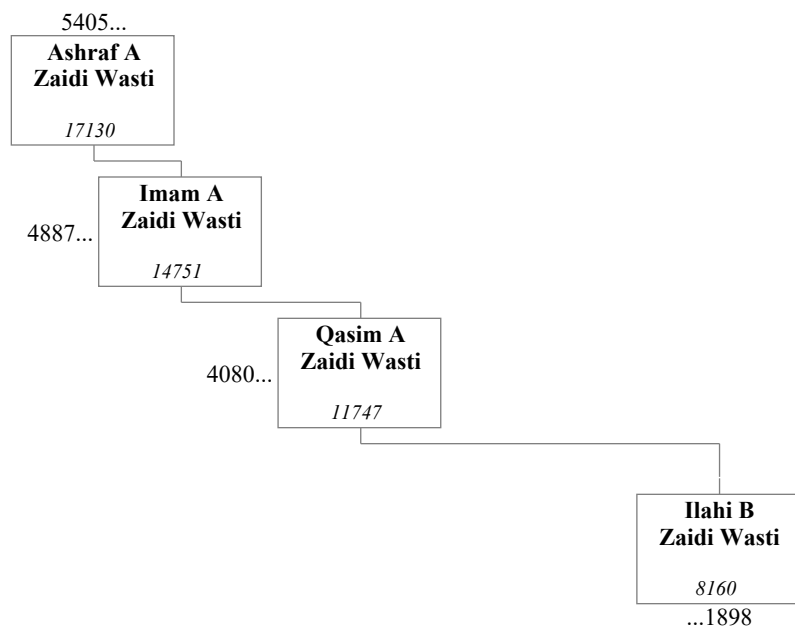 5405...
Ashraf A
Zaidi Wasti
17130
Imam A
Zaidi Wasti
4887...
14751
Qasim A
Zaidi Wasti
4080...
11747
Ilahi B
Zaidi Wasti
8160
...1898